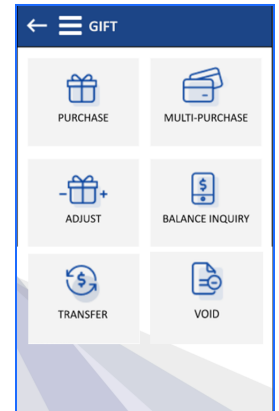 GIFT
PURCHASE
MULTI-PURCHASE
ADJUST
BALANCE INQUIRY
TRANSFER
VOID